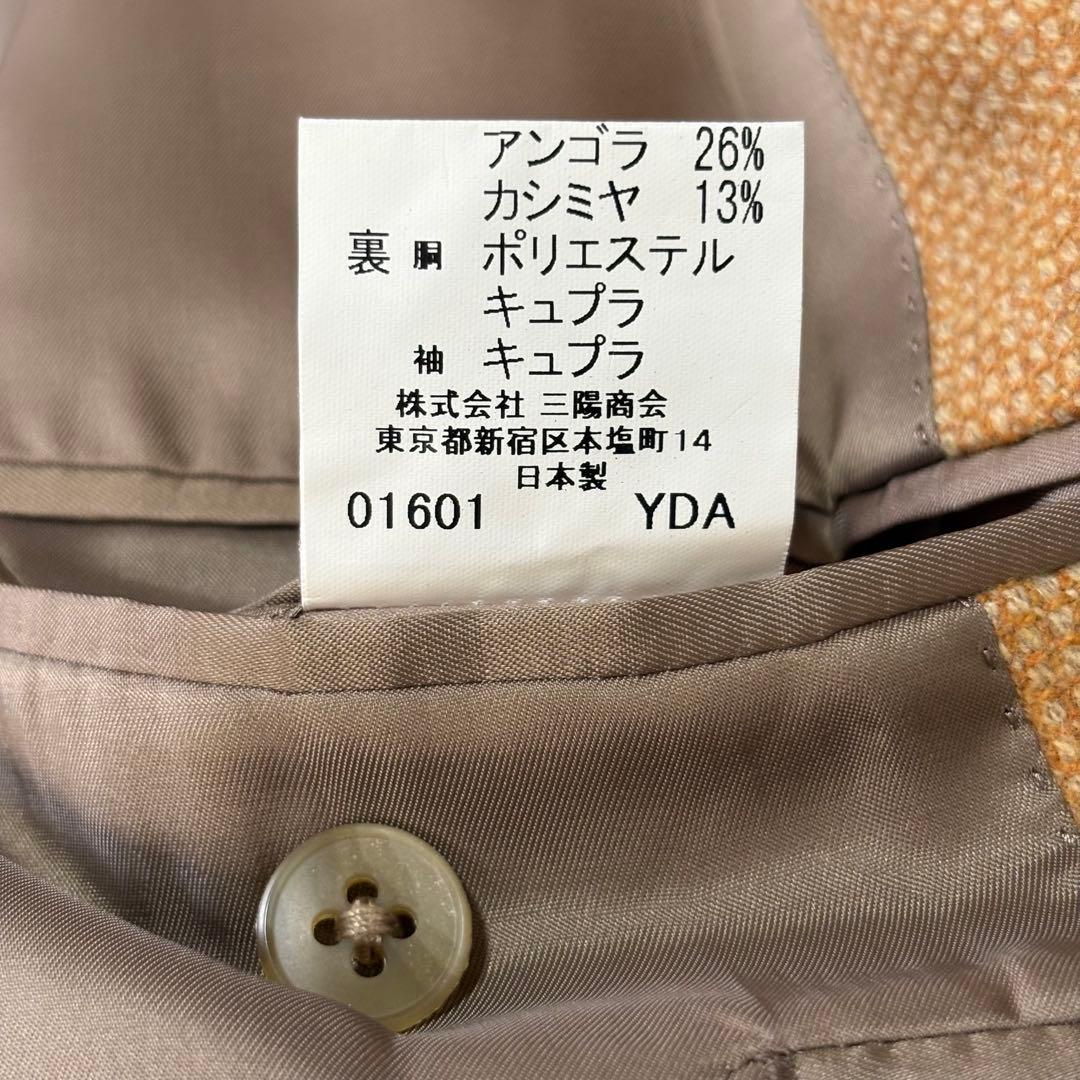 アンゴラ 26%
カシミヤ 13%
裏 胴 ポリエステル
キュプラ
袖 キュプラ
株式会社 三陽商会
東京都新宿区本塩町14
日本製
01601 YDA